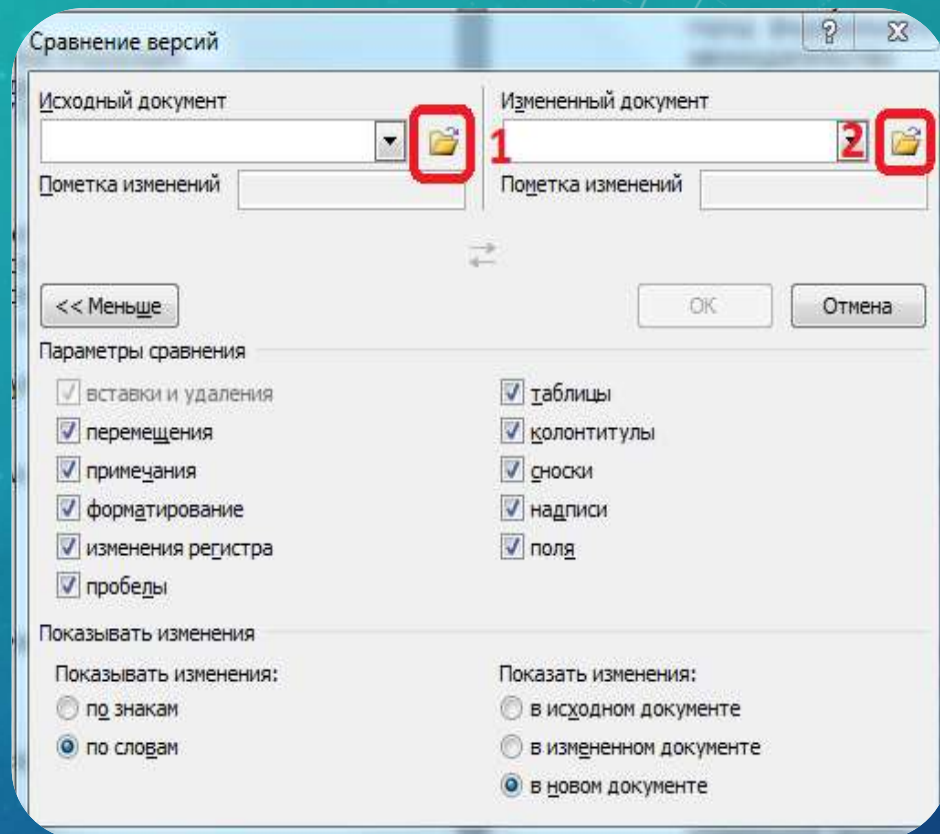 Сравнение версий
Исходный документ
Измененный документ
1
2
Пометка изменений
Пометка изменений
<< Меньше
ОК
Отмена
Параметры сравнения
вставки и удаления
таблицы
перемещения
колонтитулы
примечания
сноски
форматирование
надписи
изменения регистра
поля
пробелы
Показывать изменения
Показывать изменения:
Показать изменения:
по знакам
в исходном документе
по словам
в измененном документе
в новом документе